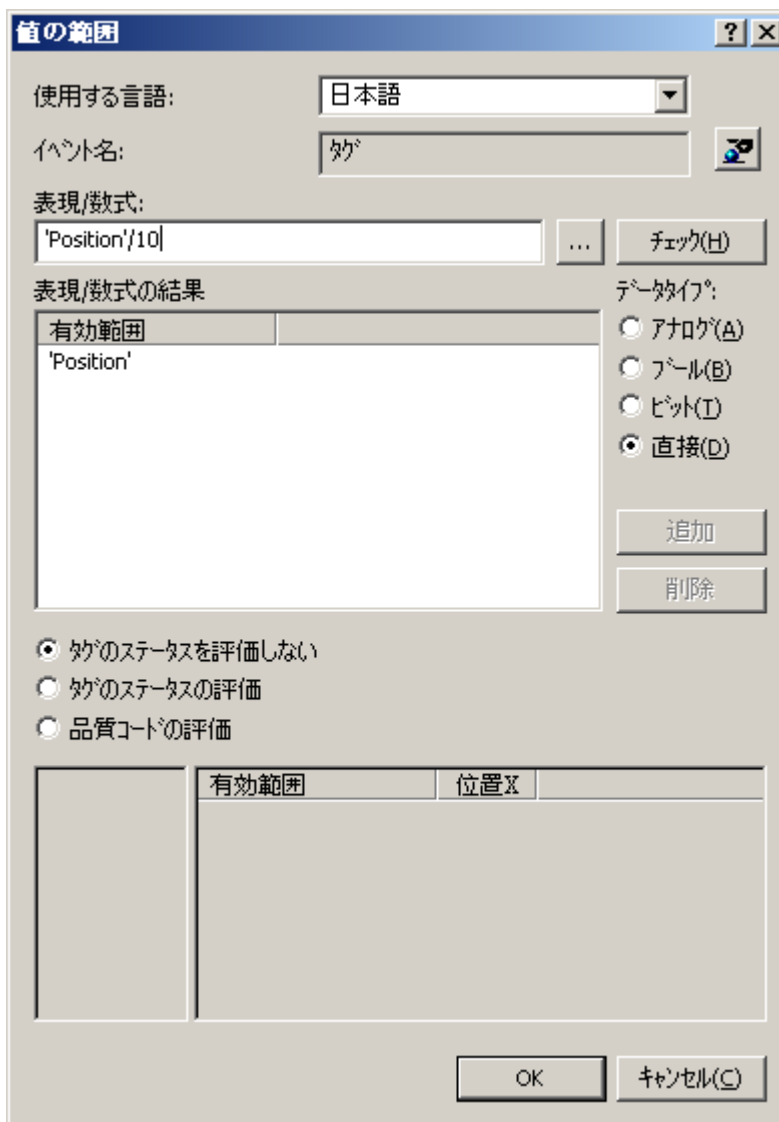 値の範囲
使用する言語:
日本語
ｲﾍﾞﾝﾄ名:
ﾀｸﾞ
表現/数式:
'Position'/10
...
ﾁｪｯｸ(H)
表現/数式の結果
ﾃﾞｰﾀﾀｲﾌﾟ:
有効範囲
'Position'
ｱﾅﾛｸﾞ(A)
ﾌﾞｰﾙ(B)
ﾋﾞｯﾄ(T)
直接(D)
追加
削除
ﾀｸﾞのｽﾃｰﾀｽを評価しない
ﾀｸﾞのｽﾃｰﾀｽの評価
品質ｺｰﾄﾞの評価
有効範囲 位置X
OK
ｷｬﾝｾﾙ(C)